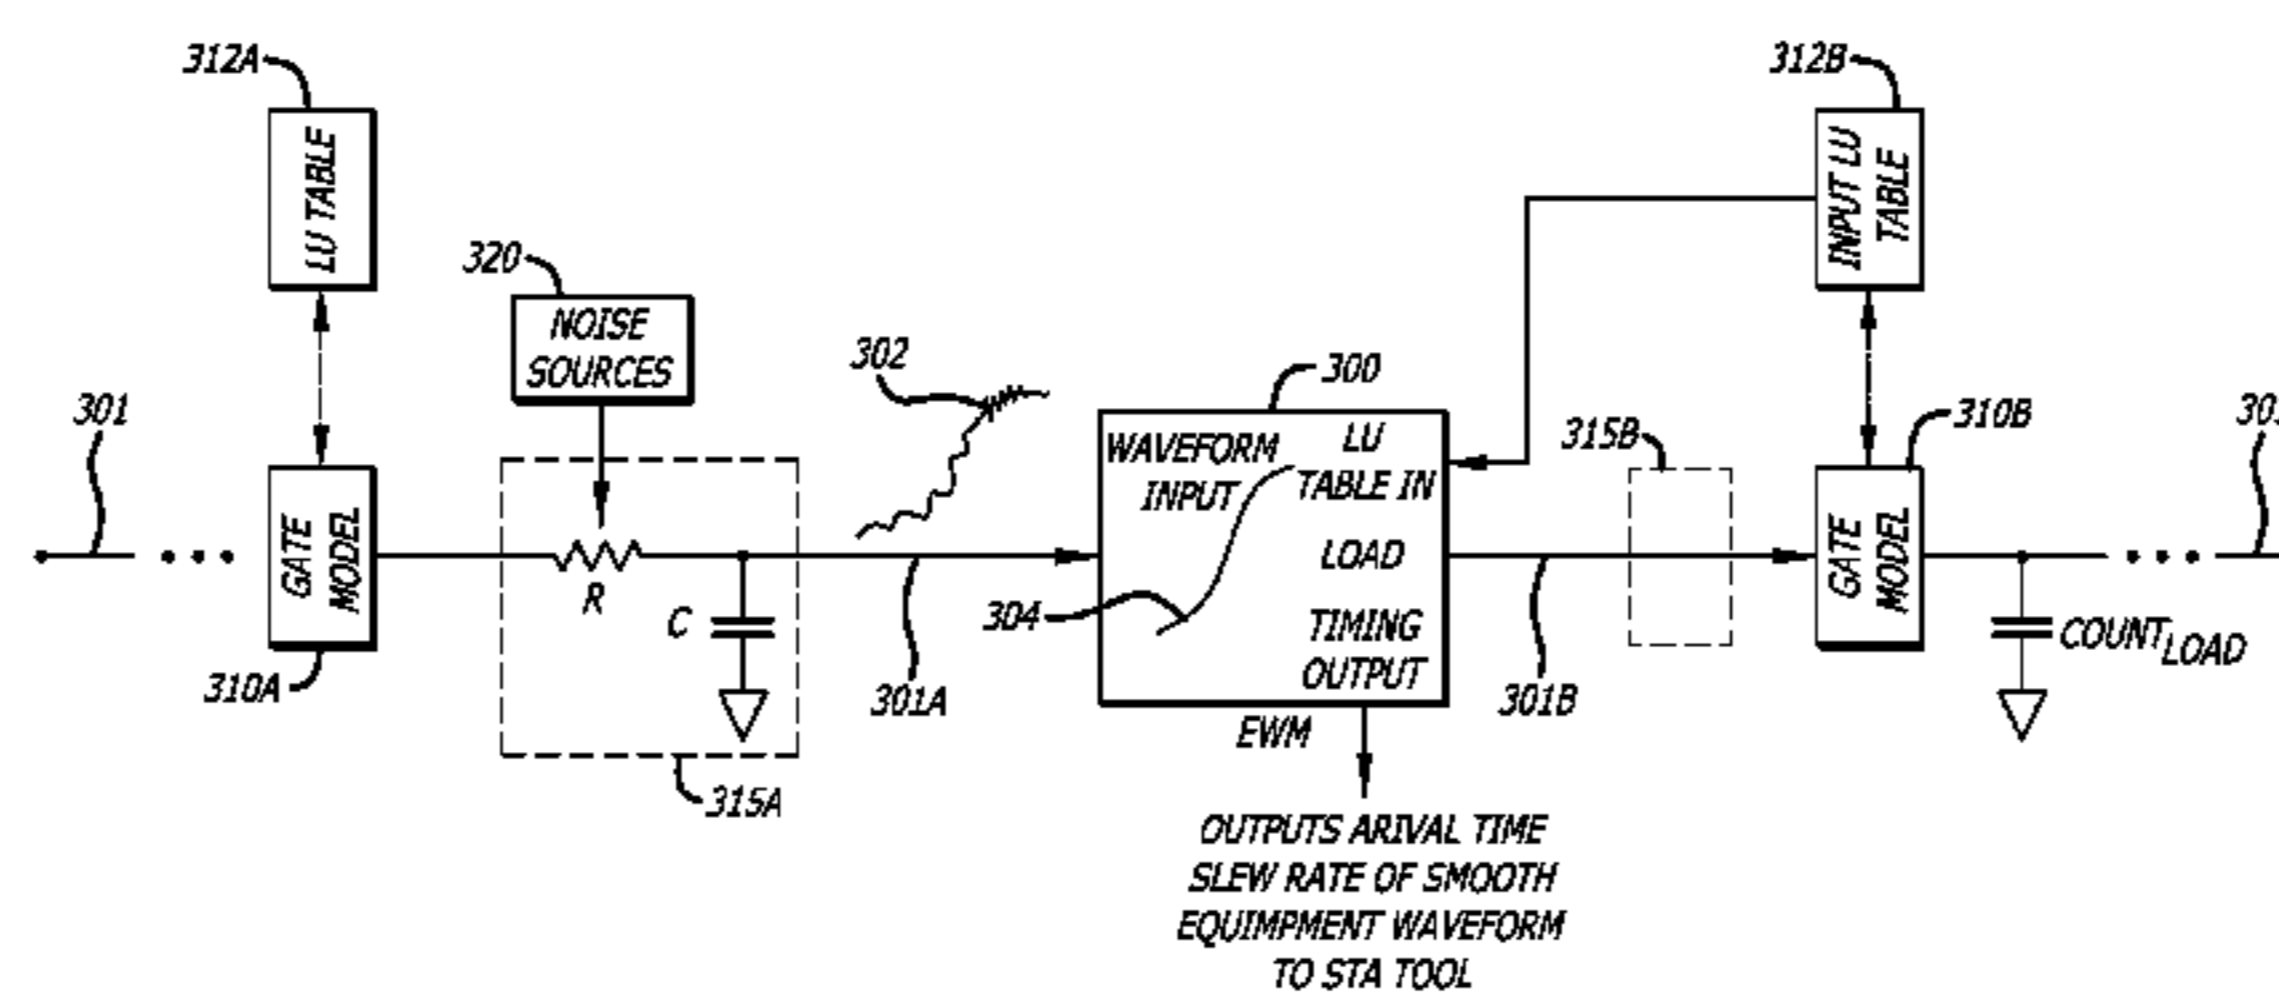 312A
LU TABLE
320
NOISE
SOURCES
301
GATE
MODEL
310A
R
C
315A
302
301A
300
WAVEFORM
INPUT
LU
TABLE IN
LOAD
304
TIMING
OUTPUT
EWM
OUTPUTS ARIVAL TIME
SLEW RATE OF SMOOTH
EQUIMPMENT WAVEFORM
TO STA TOOL
301B
315B
312B
INPUT LU
TABLE
310B
GATE
MODEL
COUNT LOAD